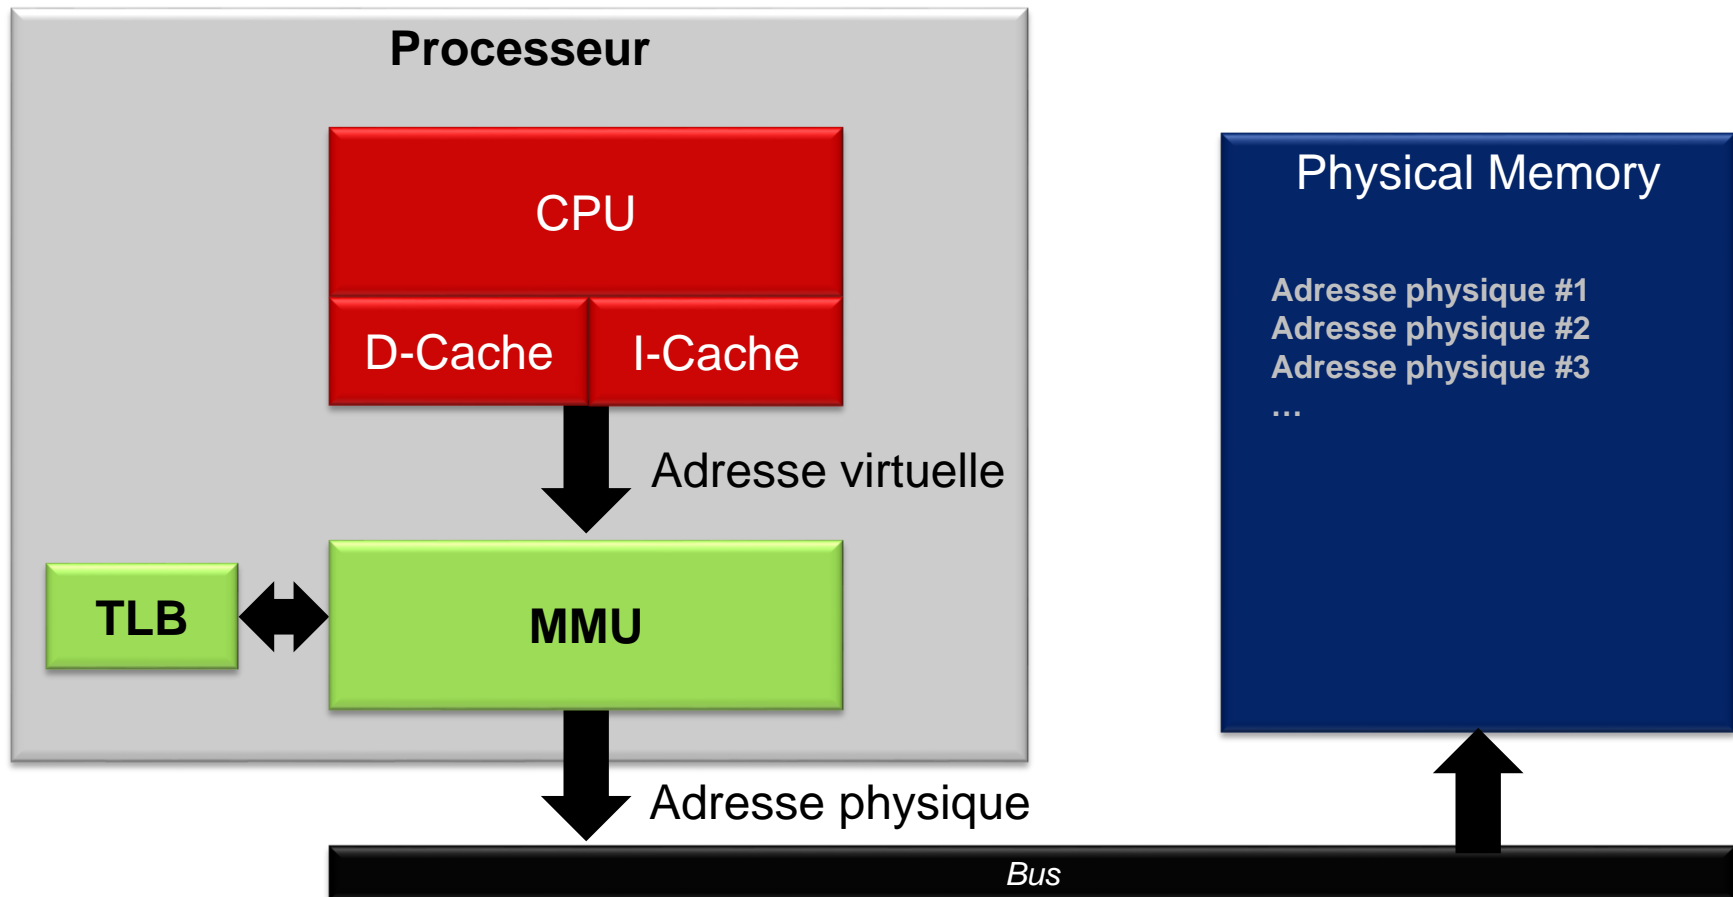 Processeur
CPU
D-Cache
I-Cache
Adresse virtuelle
TLB
MMU
Adresse physique
Bus
Physical Memory
Adresse physique #1
Adresse physique #2
Adresse physique #3
…